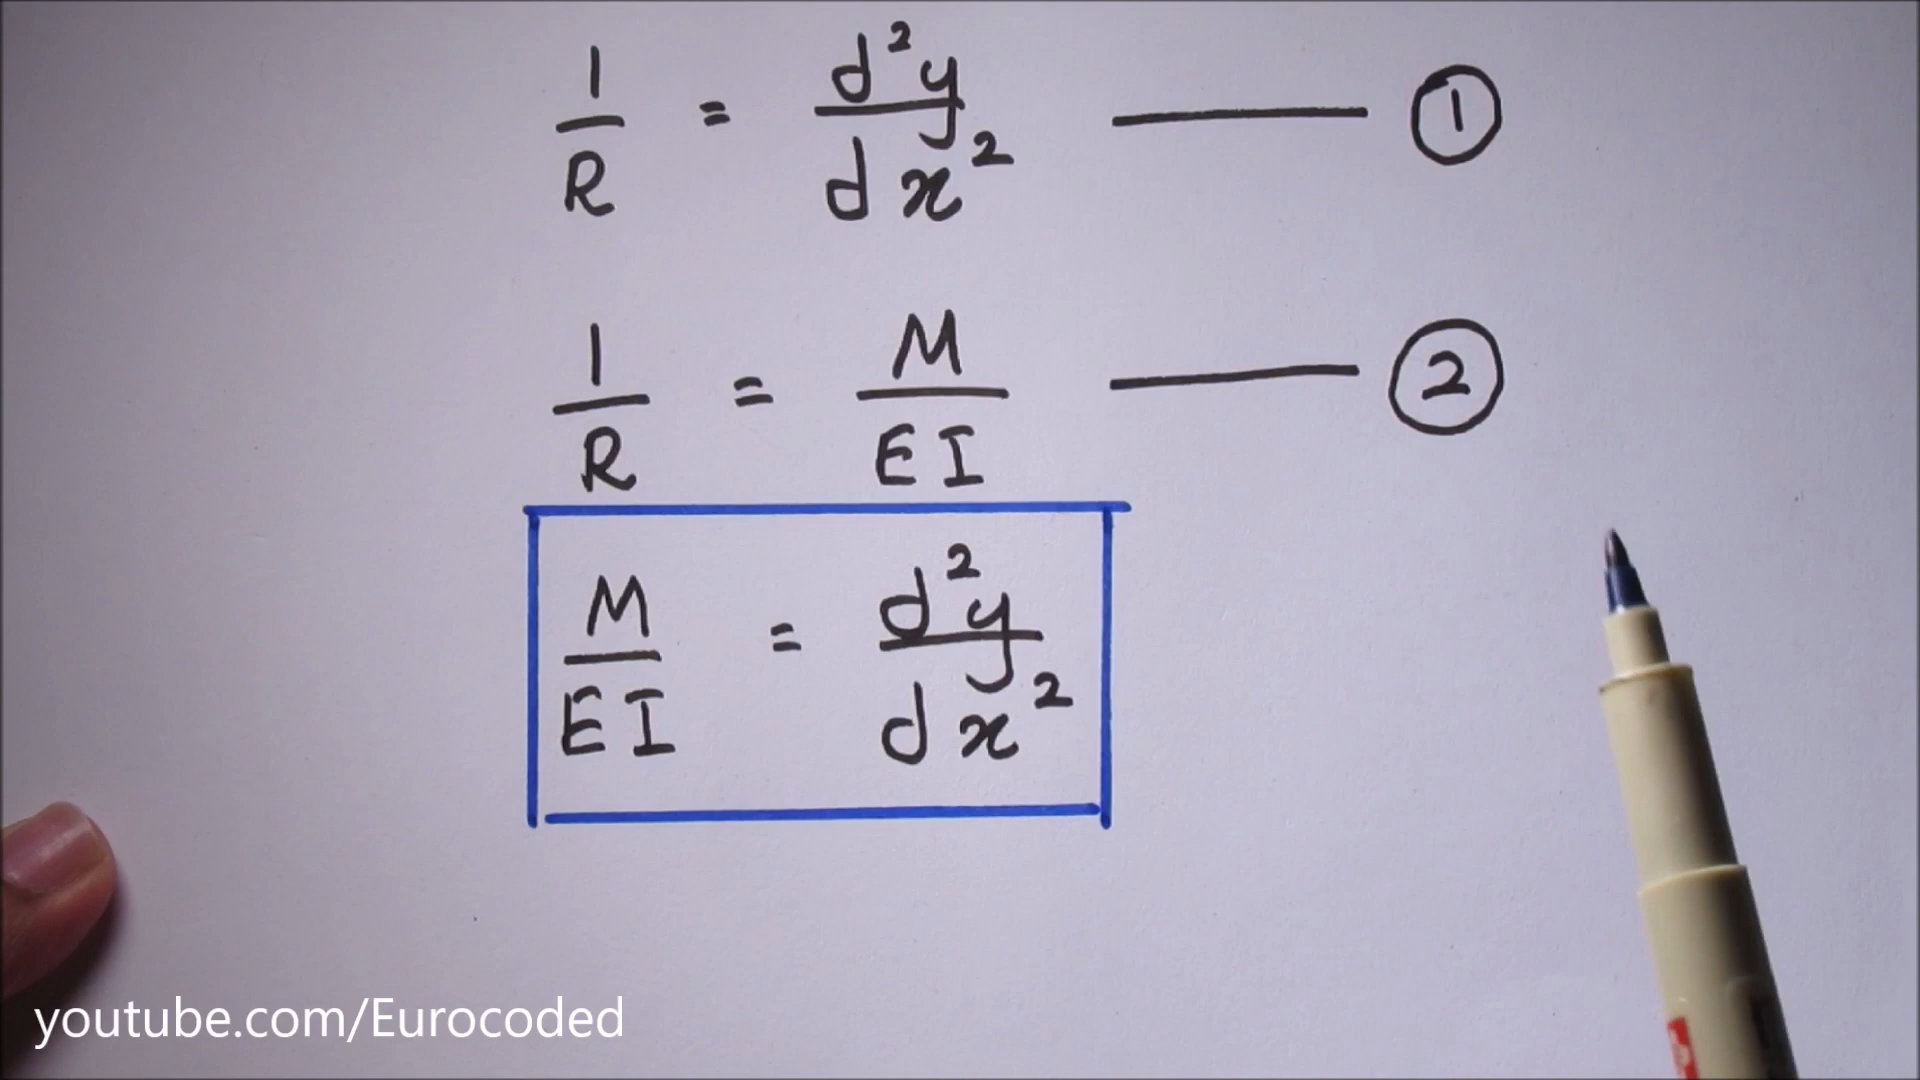 1/R = d²y/dx² —— ①
1/R = M/EI —— ②
M/EI = d²y/dx²
youtube.com/Eurocoded